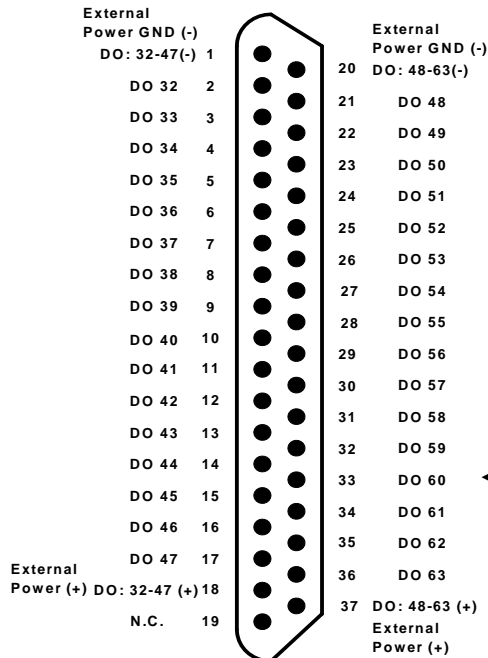 External
Power GND (-)
DO: 32-47(-) 1
DO 32 2
DO 33 3
DO 34 4
DO 35 5
DO 36 6
DO 37 7
DO 38 8
DO 39 9
DO 40 10
DO 41 11
DO 42 12
DO 43 13
DO 44 14
DO 45 15
DO 46 16
DO 47 17
External
Power (+) DO: 32-47 (+) 18
N.C. 19
External
Power GND (-)
20 DO: 48-63(-)
21 DO 48
22 DO 49
23 DO 50
24 DO 51
25 DO 52
26 DO 53
27 DO 54
28 DO 55
29 DO 56
30 DO 57
31 DO 58
32 DO 59
33 DO 60
34 DO 61
35 DO 62
36 DO 63
37 DO: 48-63 (+)
External
Power (+)